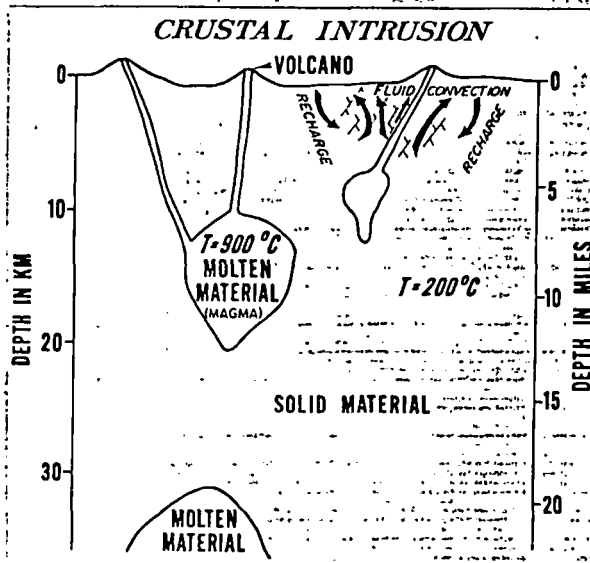 CRUSTAL INTRUSION
VOLCANO
0
0
FLUID CONVECTION
RECHARGE
RECHARGE
5
10
T=900 °C
MOLTEN
MATERIAL
(MAGMA)
T=200°C
10
DEPTH IN KM
DEPTH IN MILES
20
SOLID MATERIAL
15
30
20
MOLTEN
MATERIAL